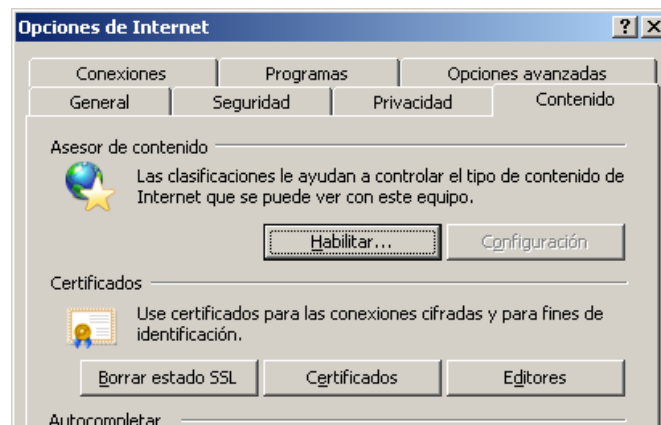 Opciones de Internet ? X
Conexiones Programas Opciones avanzadas
General Seguridad Privacidad Contenido
Asesor de contenido
Las clasificaciones le ayudan a controlar el tipo de contenido de
Internet que se puede ver con este equipo.
Habilitar... Configuración
Certificados
Use certificados para las conexiones cifradas y para fines de
identificación.
Borrar estado SSL Certificados Editores
Autocompletar